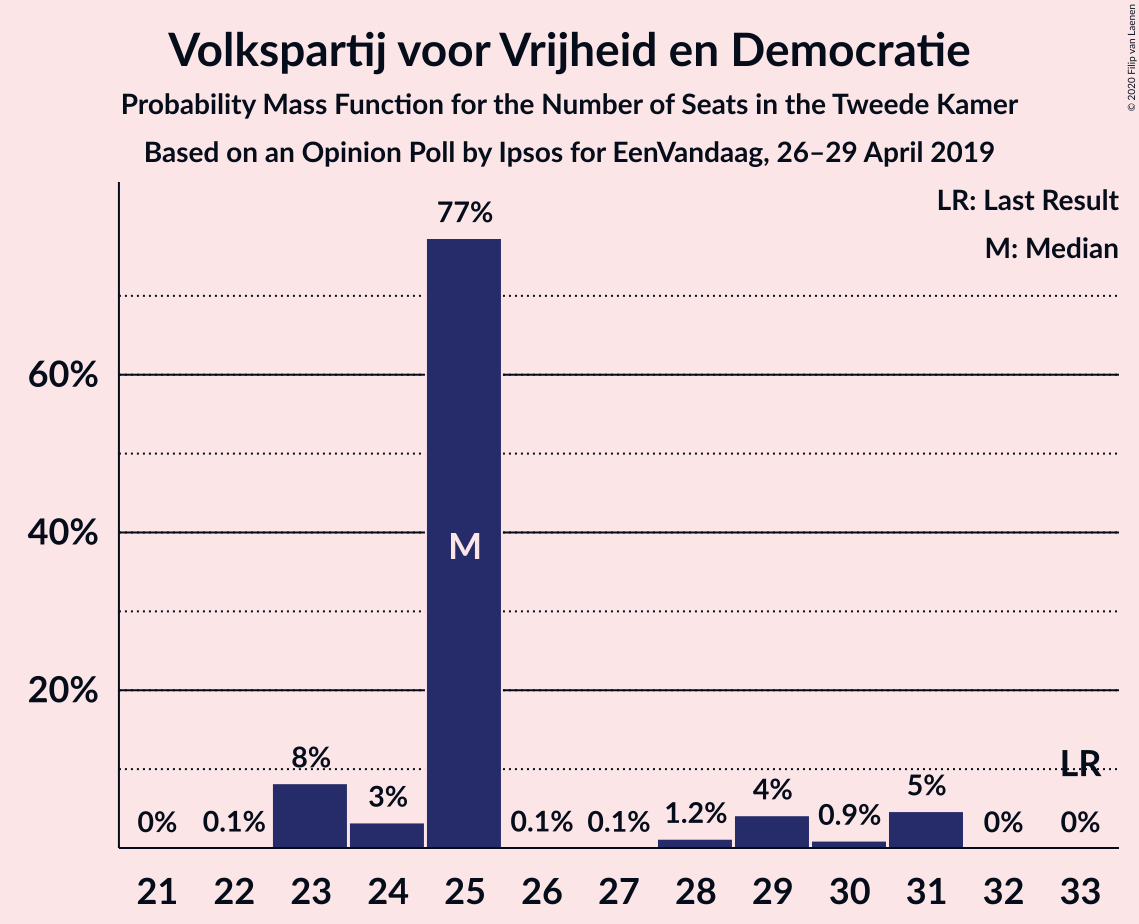 Volkspartij voor Vrijheid en Democratie
Probability Mass Function for the Number of Seats in the Tweede Kamer
Based on an Opinion Poll by Ipsos for EenVandaag, 26–29 April 2019
© 2020 Filip van Laenen
LR: Last Result
M: Median
60%
40%
20%
0%
0.1%
8%
3%
77%
M
0.1%
0.1%
1.2%
4%
0.9%
5%
0%
0%
LR
21 22 23 24 25 26 27 28 29 30 31 32 33